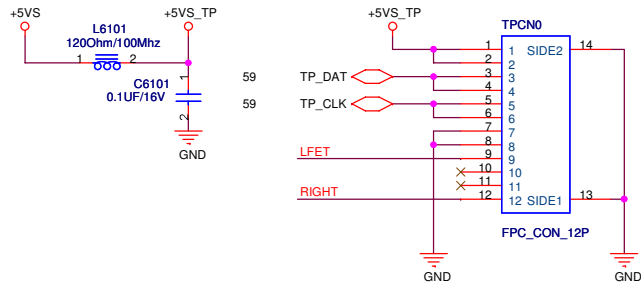 +5VS
+5VS_TP
L6101
120Ohm/100Mhz
1
2
C6101
0.1UF/16V
1
2
GND
59
TP_DAT
59
TP_CLK
LFET
RIGHT
+5VS_TP
TPCN0
1 1 SIDE2 14
2 2
3 3
4 4
5 5
6 6
7 7
8 8
9 9
10 10
11 11
12 12 SIDE1 13
FPC_CON_12P
GND
GND